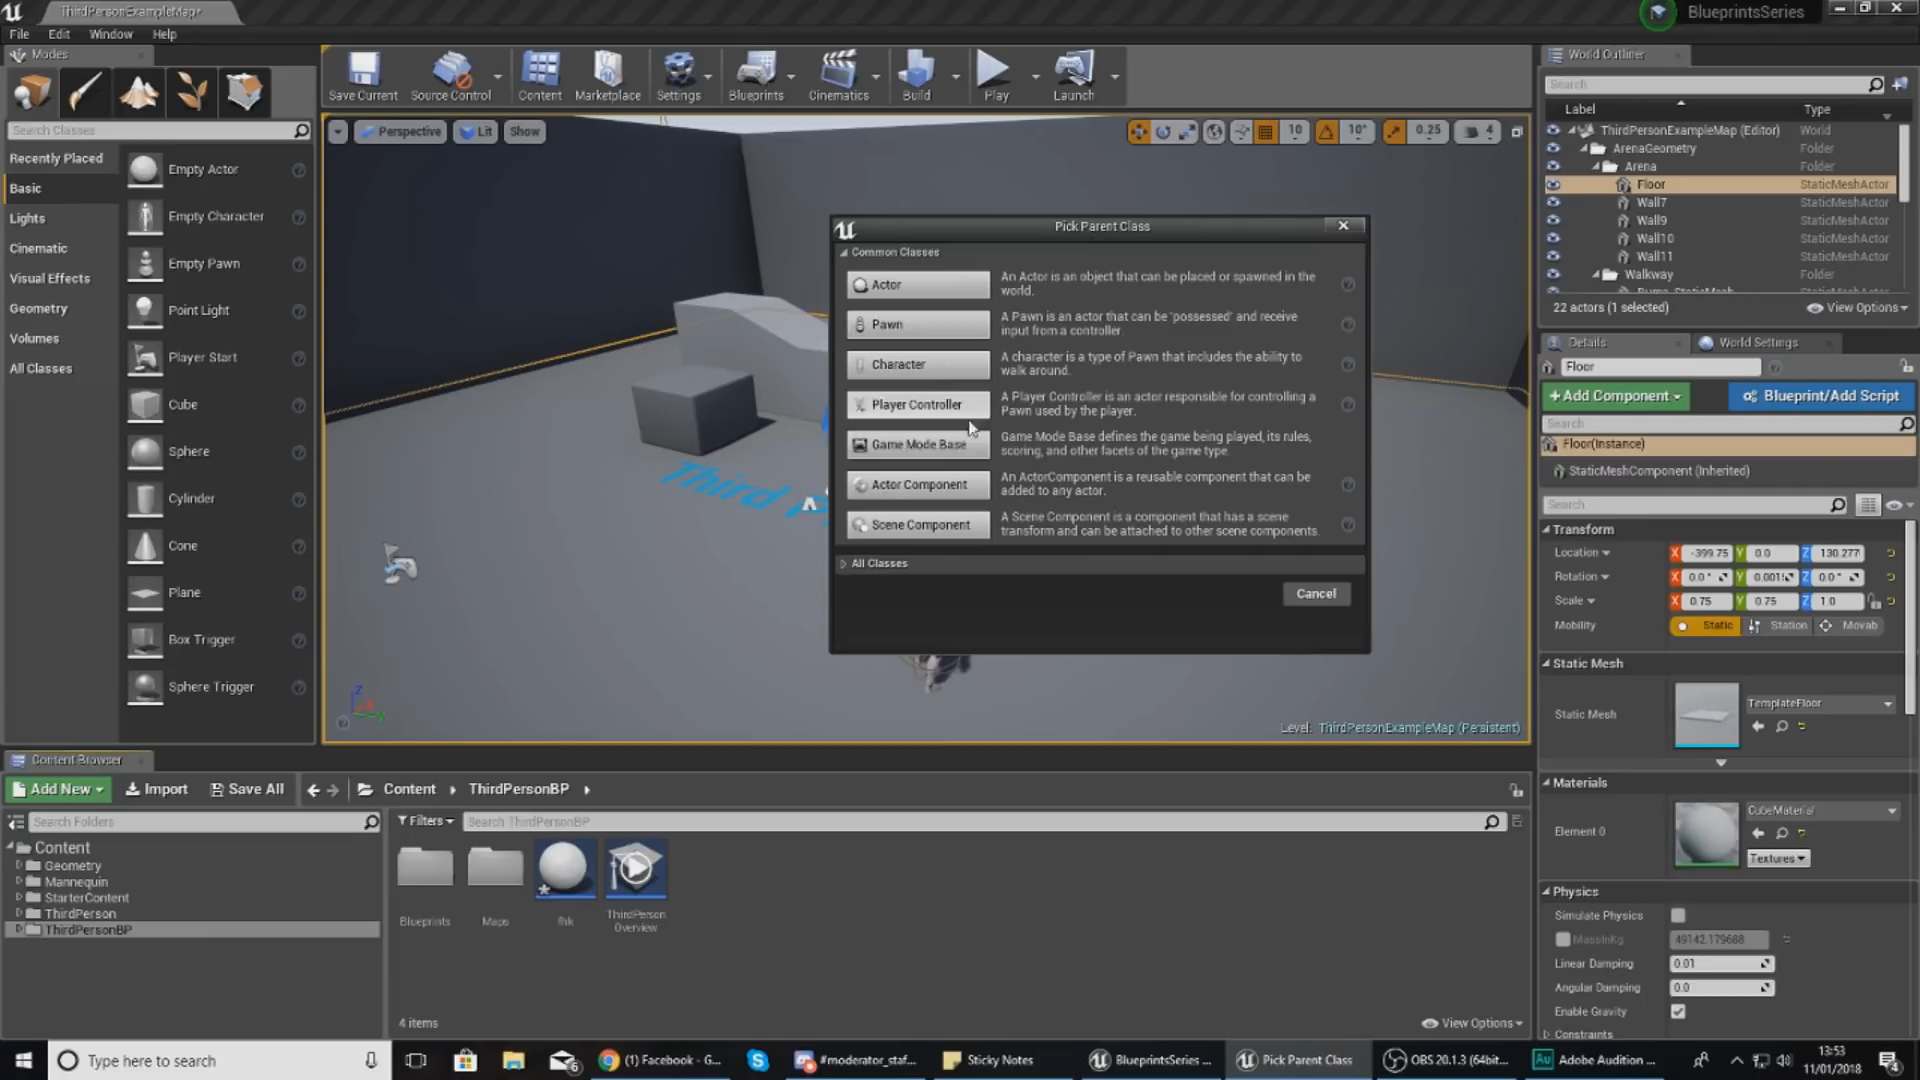 ThirdPersonExampleMap*
BlueprintsSeries
File Edit Window Help
Modes
Search Classes
Recently Placed
Basic
Lights
Cinematic
Visual Effects
Geometry
Volumes
All Classes
Empty Actor
Empty Character
Empty Pawn
Point Light
Player Start
Cube
Sphere
Cylinder
Cone
Plane
Box Trigger
Sphere Trigger
Save Current Source Control Content Marketplace Settings Blueprints Cinematics Build Play Launch
Perspective Lit Show
10 10° 0.25 4
Third P
Pick Parent Class
Common Classes
Actor
An Actor is an object that can be placed or spawned in the
world.
Pawn
A Pawn is an actor that can be 'possessed' and receive
input from a controller.
Character
A character is a type of Pawn that includes the ability to
walk around.
Player Controller
A Player Controller is an actor responsible for controlling a
Pawn used by the player.
Game Mode Base
Game Mode Base defines the game being played, its rules,
scoring, and other facets of the game type.
Actor Component
An ActorComponent is a reusable component that can be
added to any actor.
Scene Component
A Scene Component is a component that has a scene
transform and can be attached to other scene components.
All Classes
Cancel
Level: ThirdPersonExampleMap (Persistent)
World Outliner
Search
Label Type
ThirdPersonExampleMap (Editor) World
ArenaGeometry Folder
Arena Folder
Floor StaticMeshActor
Wall7 StaticMeshActor
Wall9 StaticMeshActor
Wall10 StaticMeshActor
Wall11 StaticMeshActor
Walkway Folder
22 actors (1 selected) View Options
Details World Settings
Floor
+Add Component Blueprint/Add Script
Search
Floor(Instance)
StaticMeshComponent (Inherited)
Search
Transform
Location X -399.75 Y 0.0 Z 130.277
Rotation X 0.0° Y Z 0.0°
Scale X 0.75 Y 0.75 Z 1.0
Mobility Static Station Movab
Static Mesh
Static Mesh TemplateFloor
Materials
Element 0 CubeMaterial
Textures
Physics
Simulate Physics
MassInKg 49142.179688
Linear Damping 0.01
Angular Damping 0.0
Enable Gravity
Constraints
Content Browser
Add New Import Save All Content ThirdPersonBP
Search Folders
Filters Search ThirdPersonBP
Content
Geometry
Mannequin
StarterContent
ThirdPerson
ThirdPersonBP
Blueprints Maps ThirdPerson
Overview
4 items View Options
Type here to search
6
(1) Facebook - G...
#moderator_staf...
Sticky Notes
BlueprintsSeries ...
Pick Parent Class
OBS 20.1.3 (64bit...
Au Adobe Audition ...
13:53
11/01/2018
4